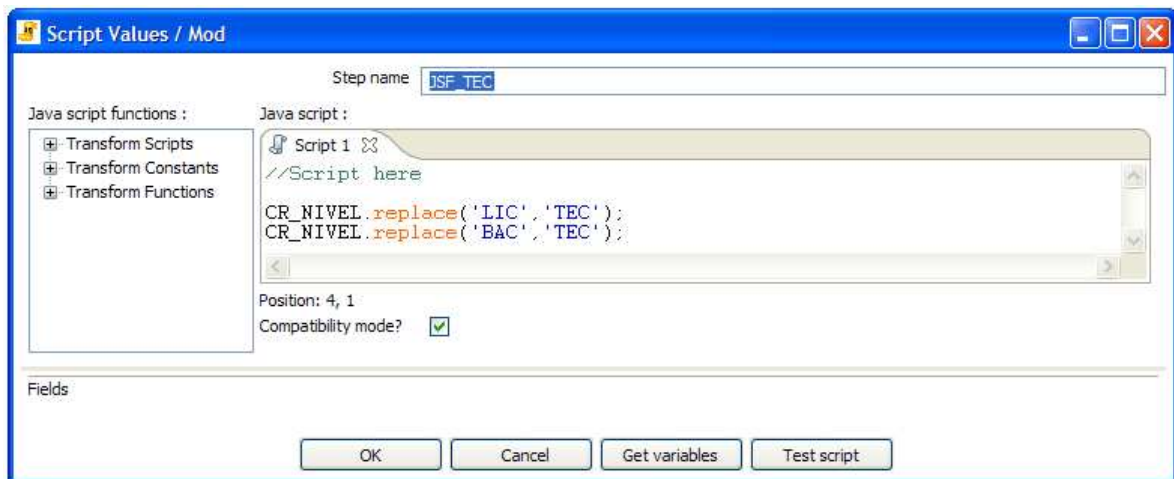 Script Values / Mod
Step name JSF_TEC
Java script functions :
Java script :
Transform Scripts
Transform Constants
Transform Functions
Script 1
//Script here
CR_NIVEL.replace('LIC','TEC');
CR_NIVEL.replace('BAC','TEC');
Position: 4, 1
Compatibility mode?
Fields
OK Cancel Get variables Test script